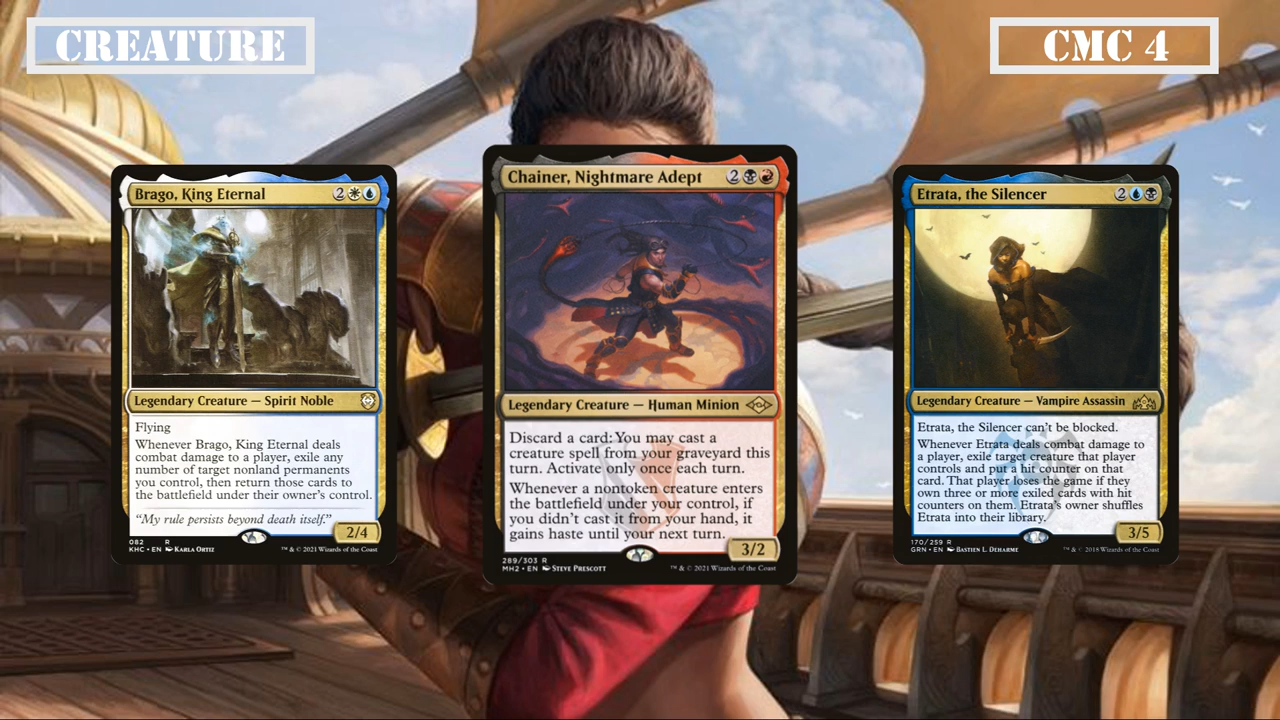 CREATURE
CMC 4
Brago, King Eternal 2
Legendary Creature — Spirit Noble
Flying
Whenever Brago, King Eternal deals
combat damage to a player, exile any
number of target nonland permanents
you control, then return those cards to
the battlefield under their owner's control.
"My rule persists beyond death itself."
2/4
082 R
KHC • EN Karla Ortiz
™ & © 2021 Wizards of the Coast
Chainer, Nightmare Adept 2
Legendary Creature — Human Minion
Discard a card: You may cast a
creature spell from your graveyard this
turn. Activate only once each turn.
Whenever a nontoken creature enters
the battlefield under your control, if
you didn't cast it from your hand, it
gains haste until your next turn.
3/2
289/303 R
MH2 • EN Steve Prescott
™ & © 2021 Wizards of the Coast
Etrata, the Silencer 2
Legendary Creature — Vampire Assassin
Etrata, the Silencer can't be blocked.
Whenever Etrata deals combat damage to
a player, exile target creature that player
controls and put a hit counter on that
card. That player loses the game if they
own three or more exiled cards with hit
counters on them. Etrata's owner shuffles
Etrata into their library.
3/5
170/259 R
GRN • EN Bastien L. Deharme
™ & © 2018 Wizards of the Coast